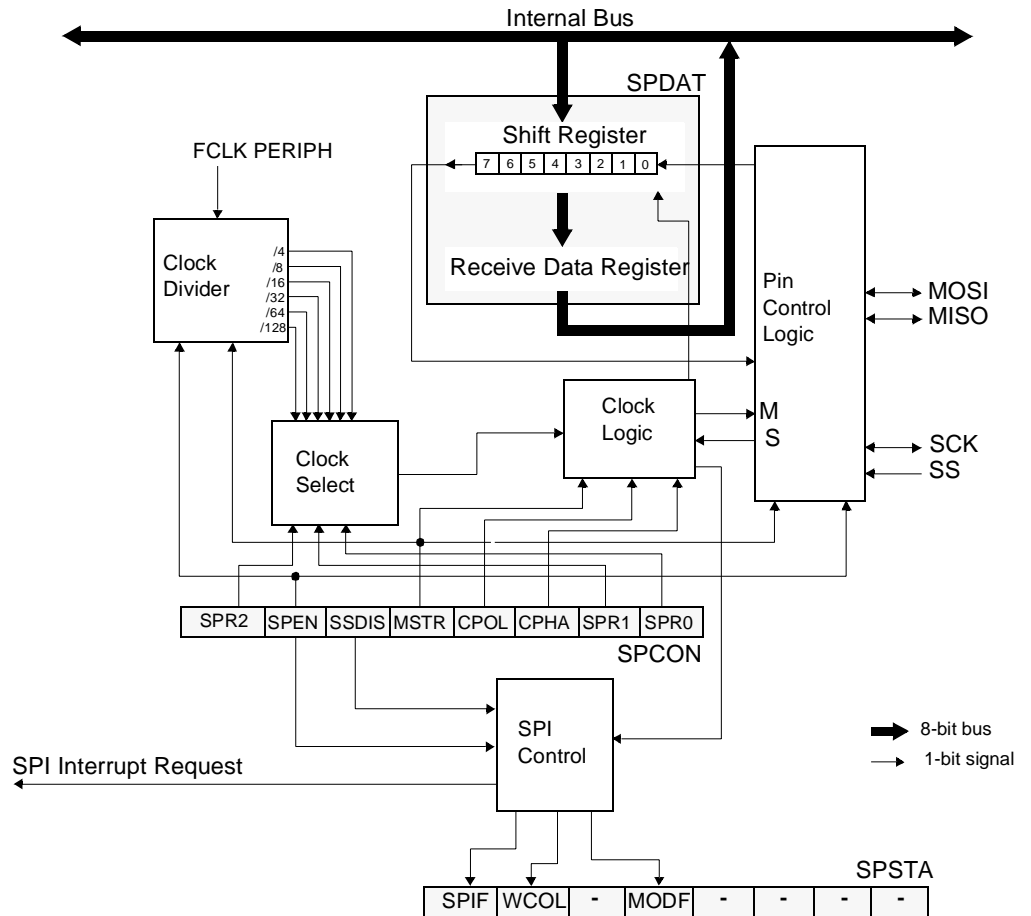 Internal Bus
SPDAT
Shift Register
7 6 5 4 3 2 1 0
FCLK PERIPH
Clock
Divider
/4
/8
/16
/32
/64
/128
Receive Data Register
Pin
Control
Logic
MOSI
MISO
M
S
SCK
SS
Clock
Logic
Clock
Select
SPR2 SPEN SSDIS MSTR CPOL CPHA SPR1 SPR0
SPCON
SPI
Control
8-bit bus
1-bit signal
SPI Interrupt Request
SPSTA
SPIF WCOL - MODF - - - -